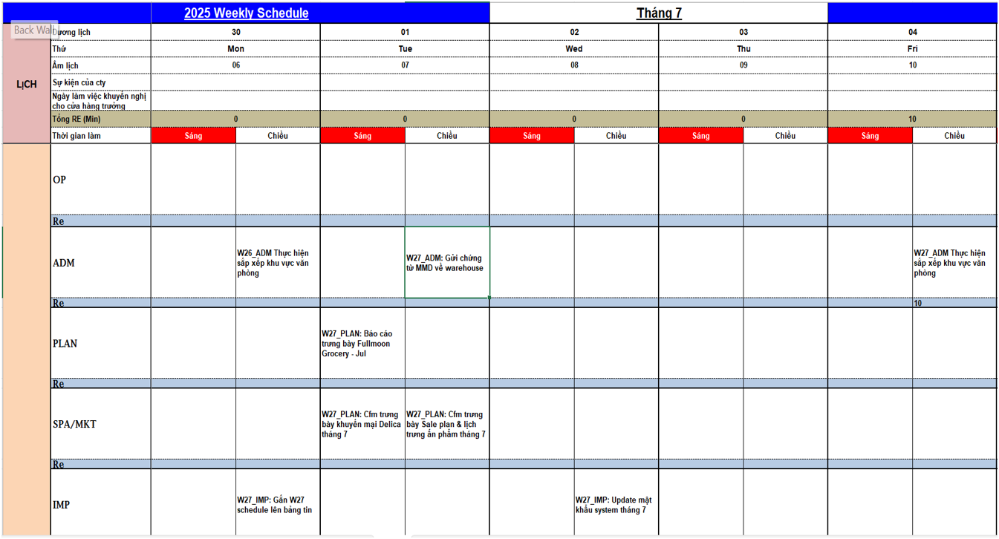 2025 Weekly Schedule
Tháng 7
Back Wall
LỊCH
Dương lịch
30
01
02
03
04
Thứ
Mon
Tue
Wed
Thu
Fri
Âm lịch
06
07
08
09
10
Sự kiện của cty
Ngày làm việc khuyến nghị
cho cửa hàng trưởng
Tổng RE (Min)
0
0
0
0
10
Thời gian làm
Sáng
Chiều
Sáng
Chiều
Sáng
Chiều
Sáng
Chiều
Sáng
Chiều
OP
Re
ADM
W26_ADM Thực hiện
sắp xếp khu vực văn
phòng
W27_ADM: Gửi chứng
từ MMD về warehouse
W27_ADM Thực hiện
sắp xếp khu vực văn
phòng
Re
10
PLAN
W27_PLAN: Báo cáo
trưng bày Fullmoon
Grocery - Jul
Re
SPA/MKT
W27_PLAN: Cfm trưng
bày khuyến mại Delica
tháng 7
W27_PLAN: Cfm trưng
bày Sale plan & lịch
trưng ấn phẩm tháng 7
Re
IMP
W27_IMP: Gắn W27
schedule lên bảng tin
W27_IMP: Update mật
khẩu system tháng 7